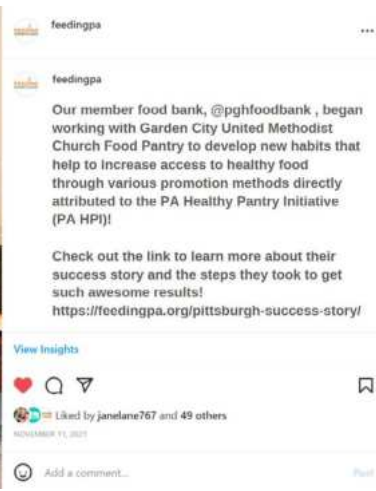 feedingpa
feedingpa
Our member food bank, @pghfoodbank , began
working with Garden City United Methodist
Church Food Pantry to develop new habits that
help to increase access to healthy food
through various promotion methods directly
attributed to the PA Healthy Pantry Initiative
(PA HPI)!
Check out the link to learn more about their
success story and the steps they took to get
such awesome results!
https://feedingpa.org/pittsburgh-success-story/
View Insights
Liked by janelane767 and 49 others
NOVEMBER 11, 2021
Add a comment...
Post